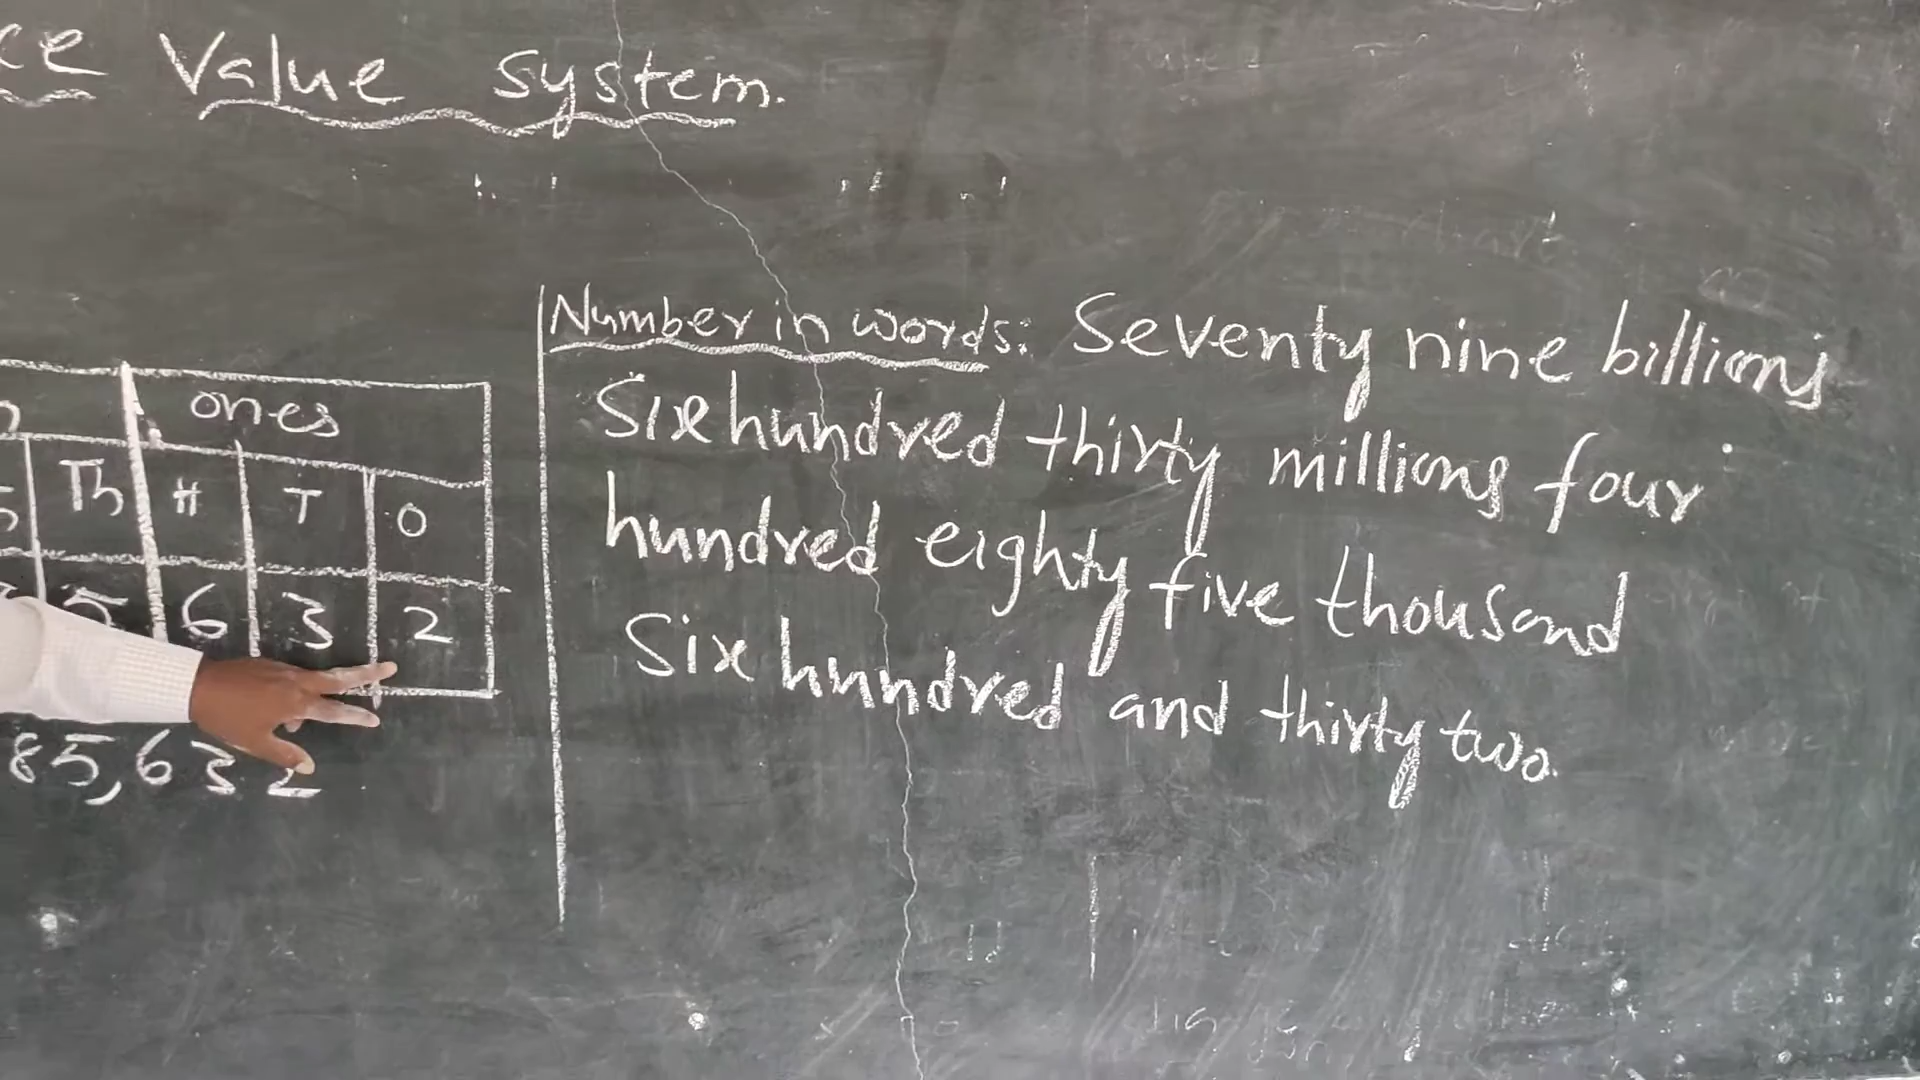 Value system.
Number in words: Seventy nine billions
Six hundred thirty millions four
hundred eighty five thousand
Six hundred and thirty two.
ones
Th H T O
5 6 3 2
85,632